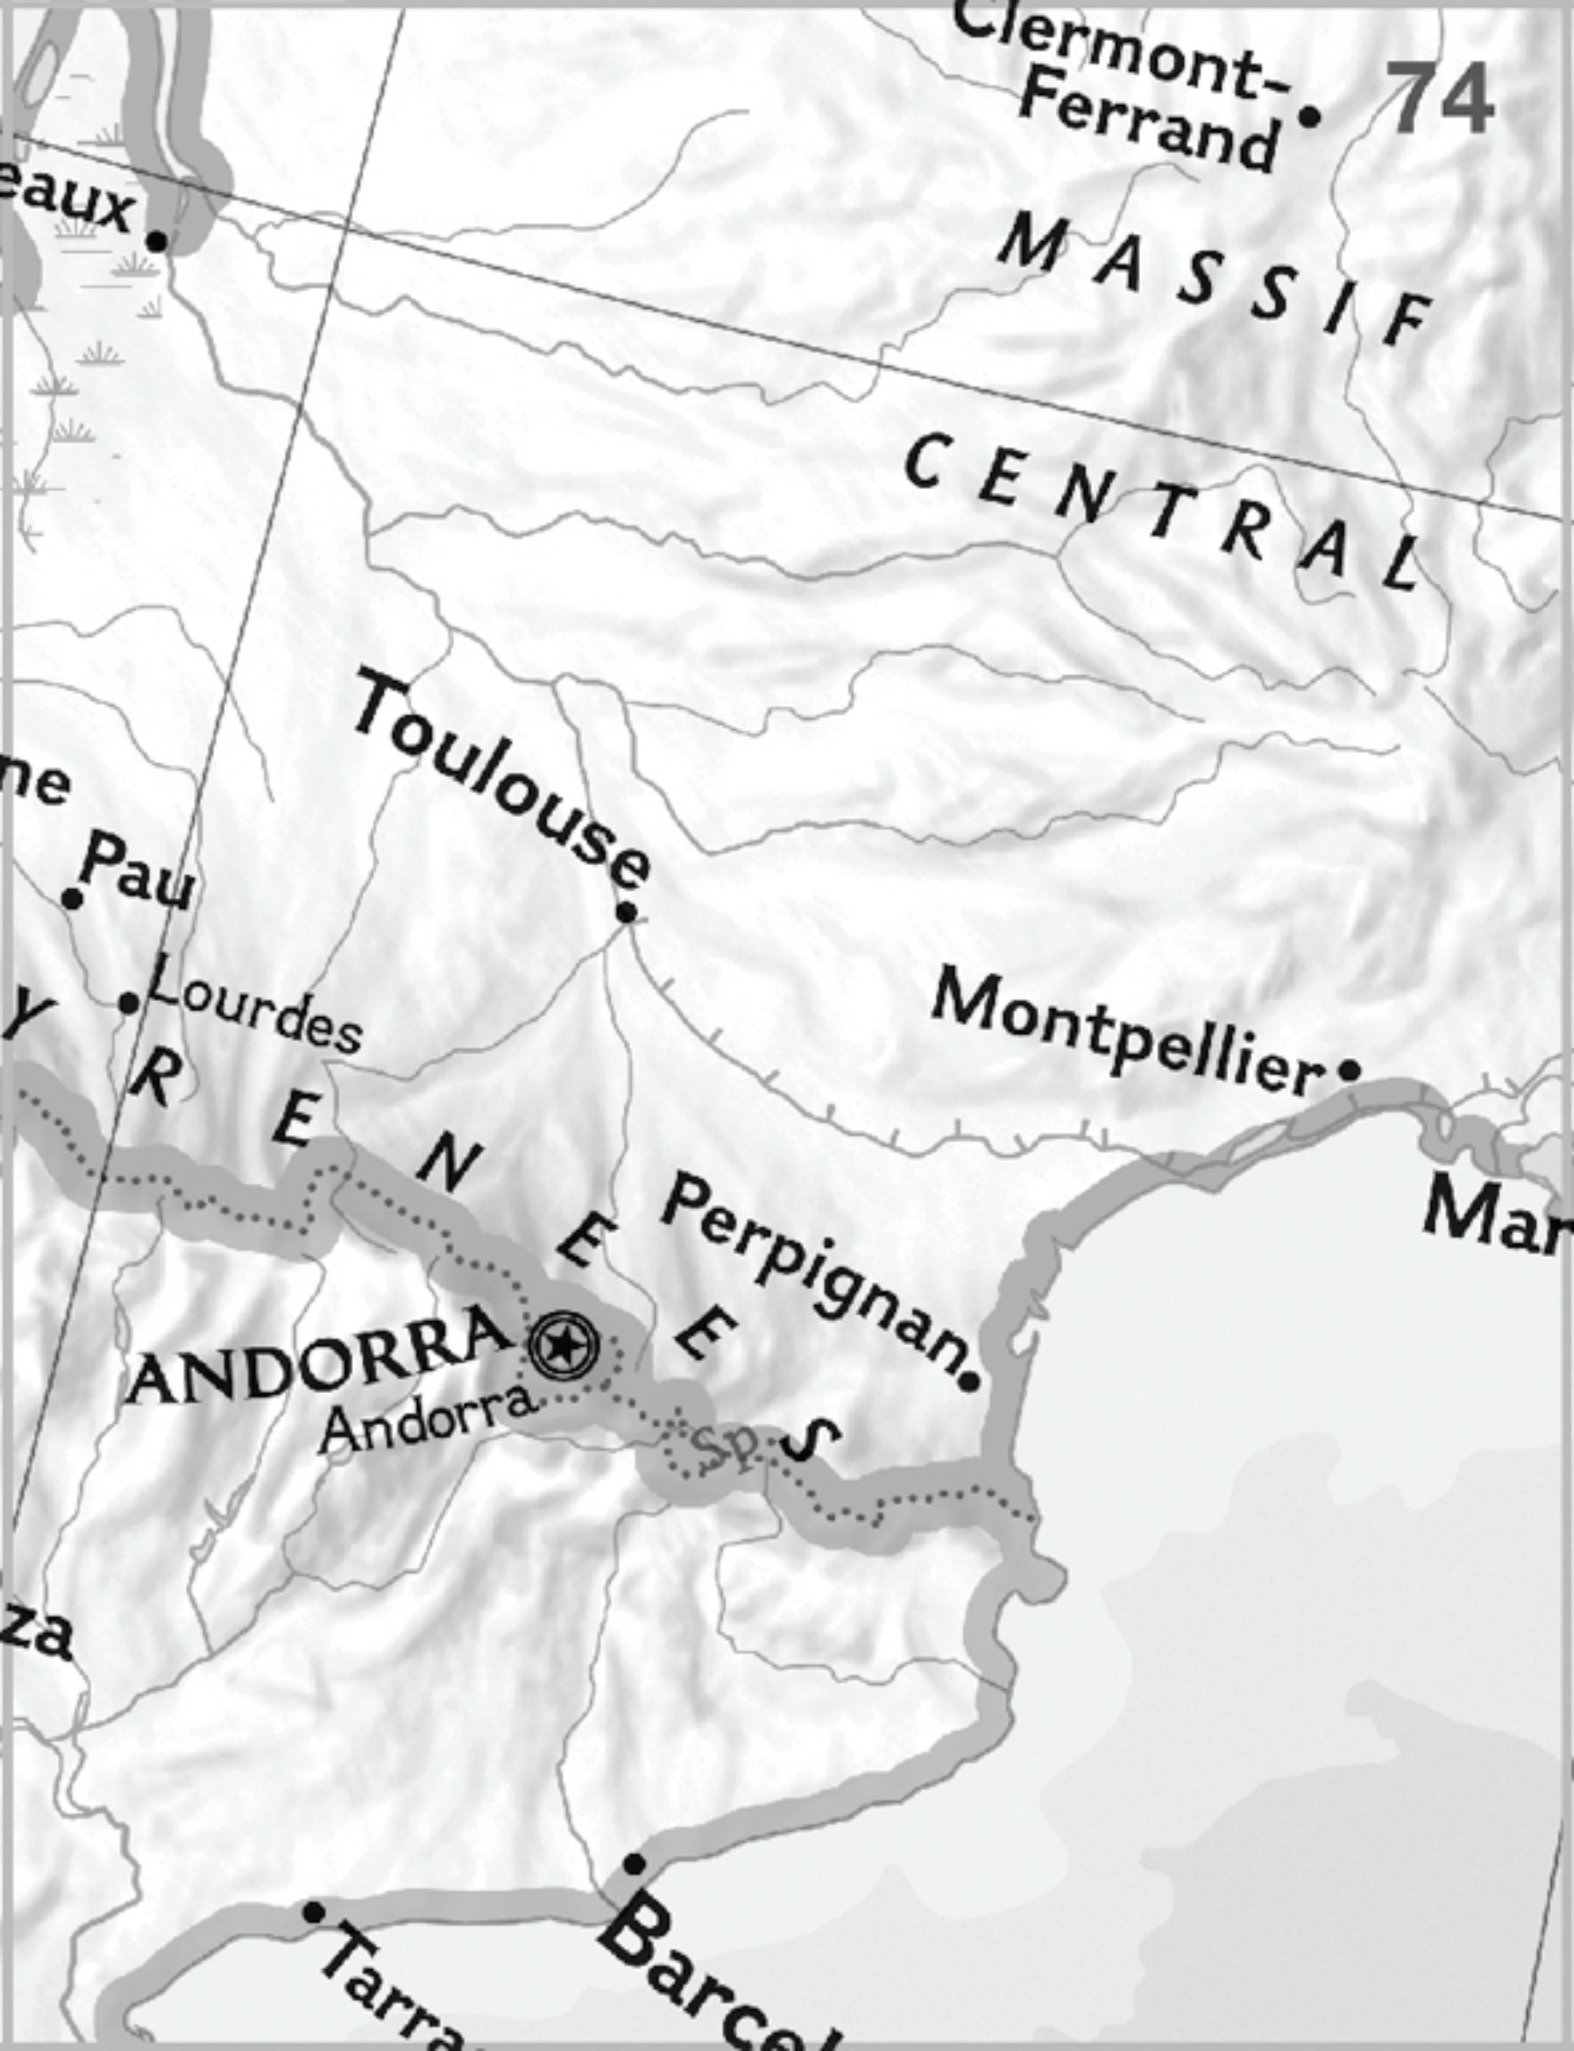 Clermont-
Ferrand
74
eaux
MASSIF
CENTRAL
Toulouse
ne
Pau
Lourdes
Montpellier
YRENEES
Perpignan
Mar
ANDORRA
Andorra
Sp
za
Barcel
Tarra